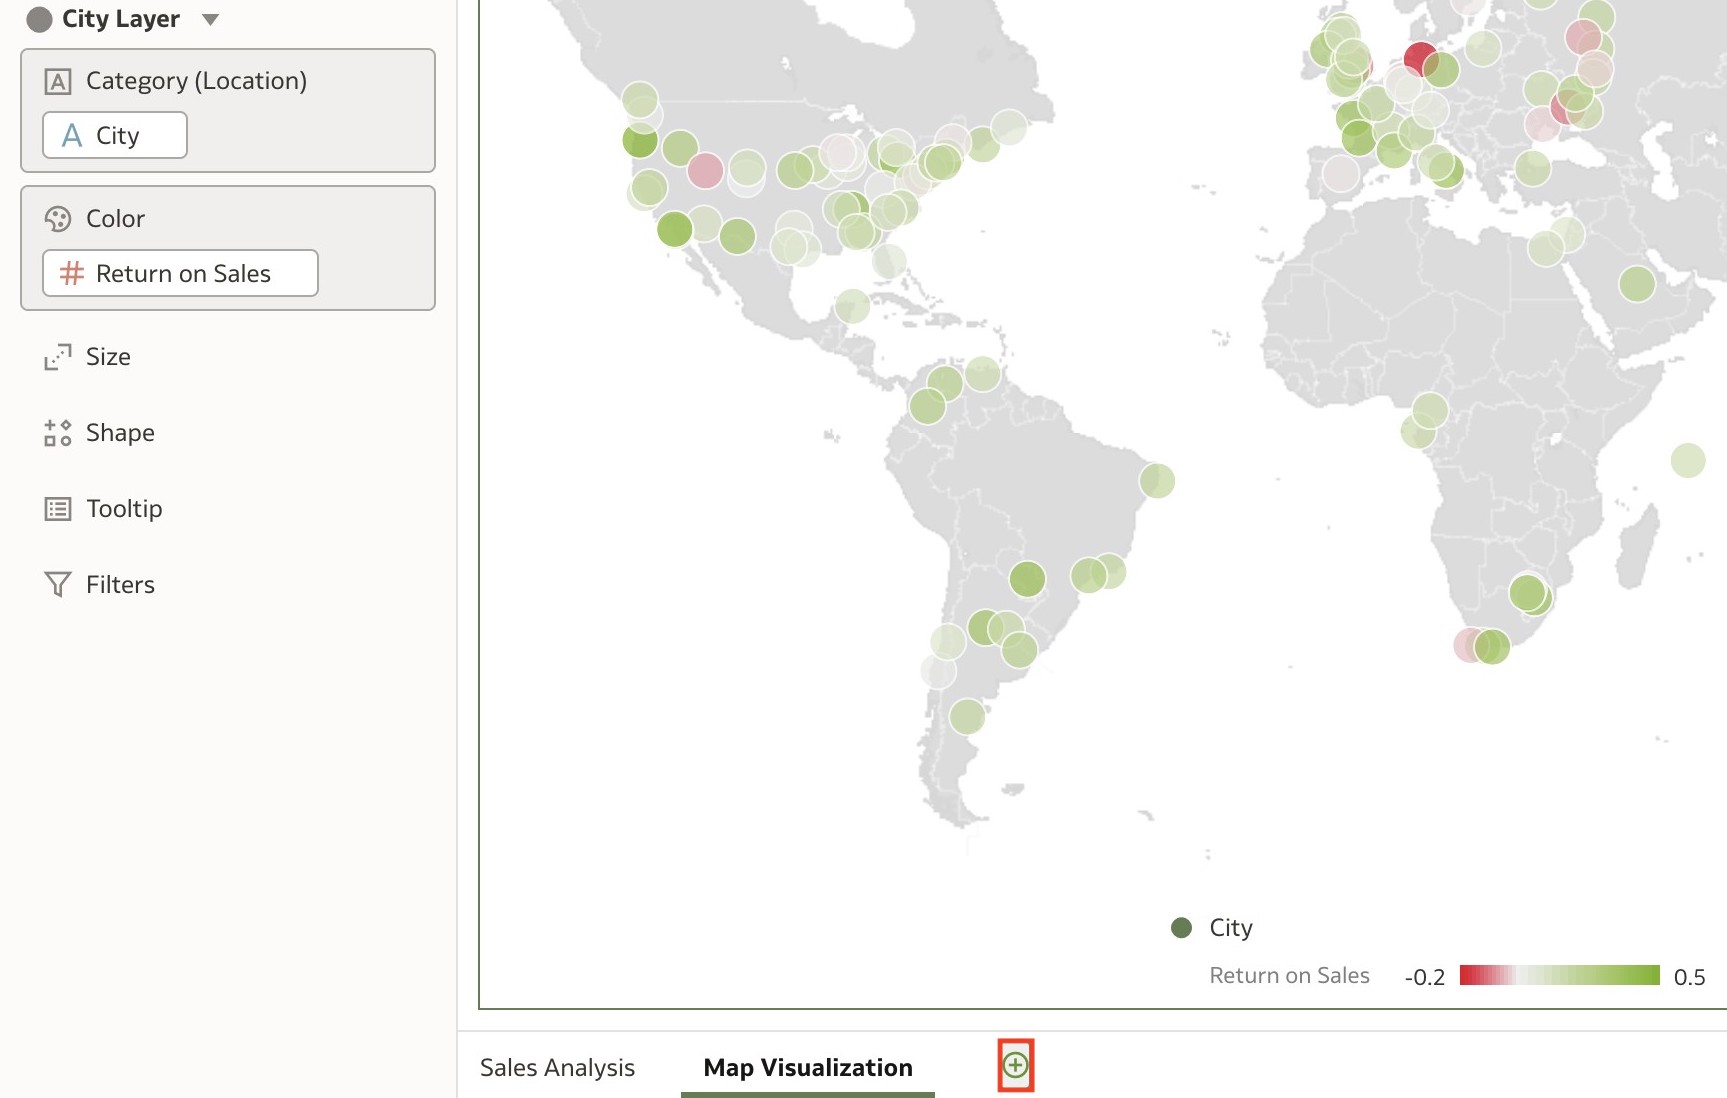 City Layer
A Category (Location)
A City
Color
# Return on Sales
Size
Shape
Tooltip
Filters
City
Return on Sales -0.2 0.5
Sales Analysis Map Visualization